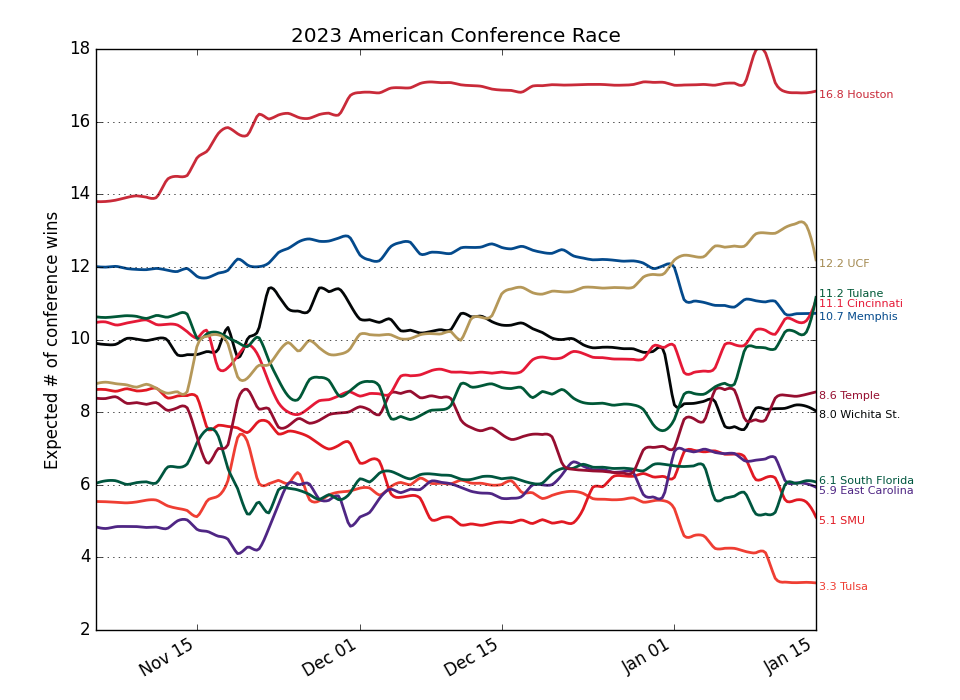 2023 American Conference Race
Expected # of conference wins
18
16
14
12
10
8
6
4
2
Nov 15
Dec 01
Dec 15
Jan 01
Jan 15
16.8 Houston
12.2 UCF
11.2 Tulane
11.1 Cincinnati
10.7 Memphis
8.6 Temple
8.0 Wichita St.
6.1 South Florida
5.9 East Carolina
5.1 SMU
3.3 Tulsa